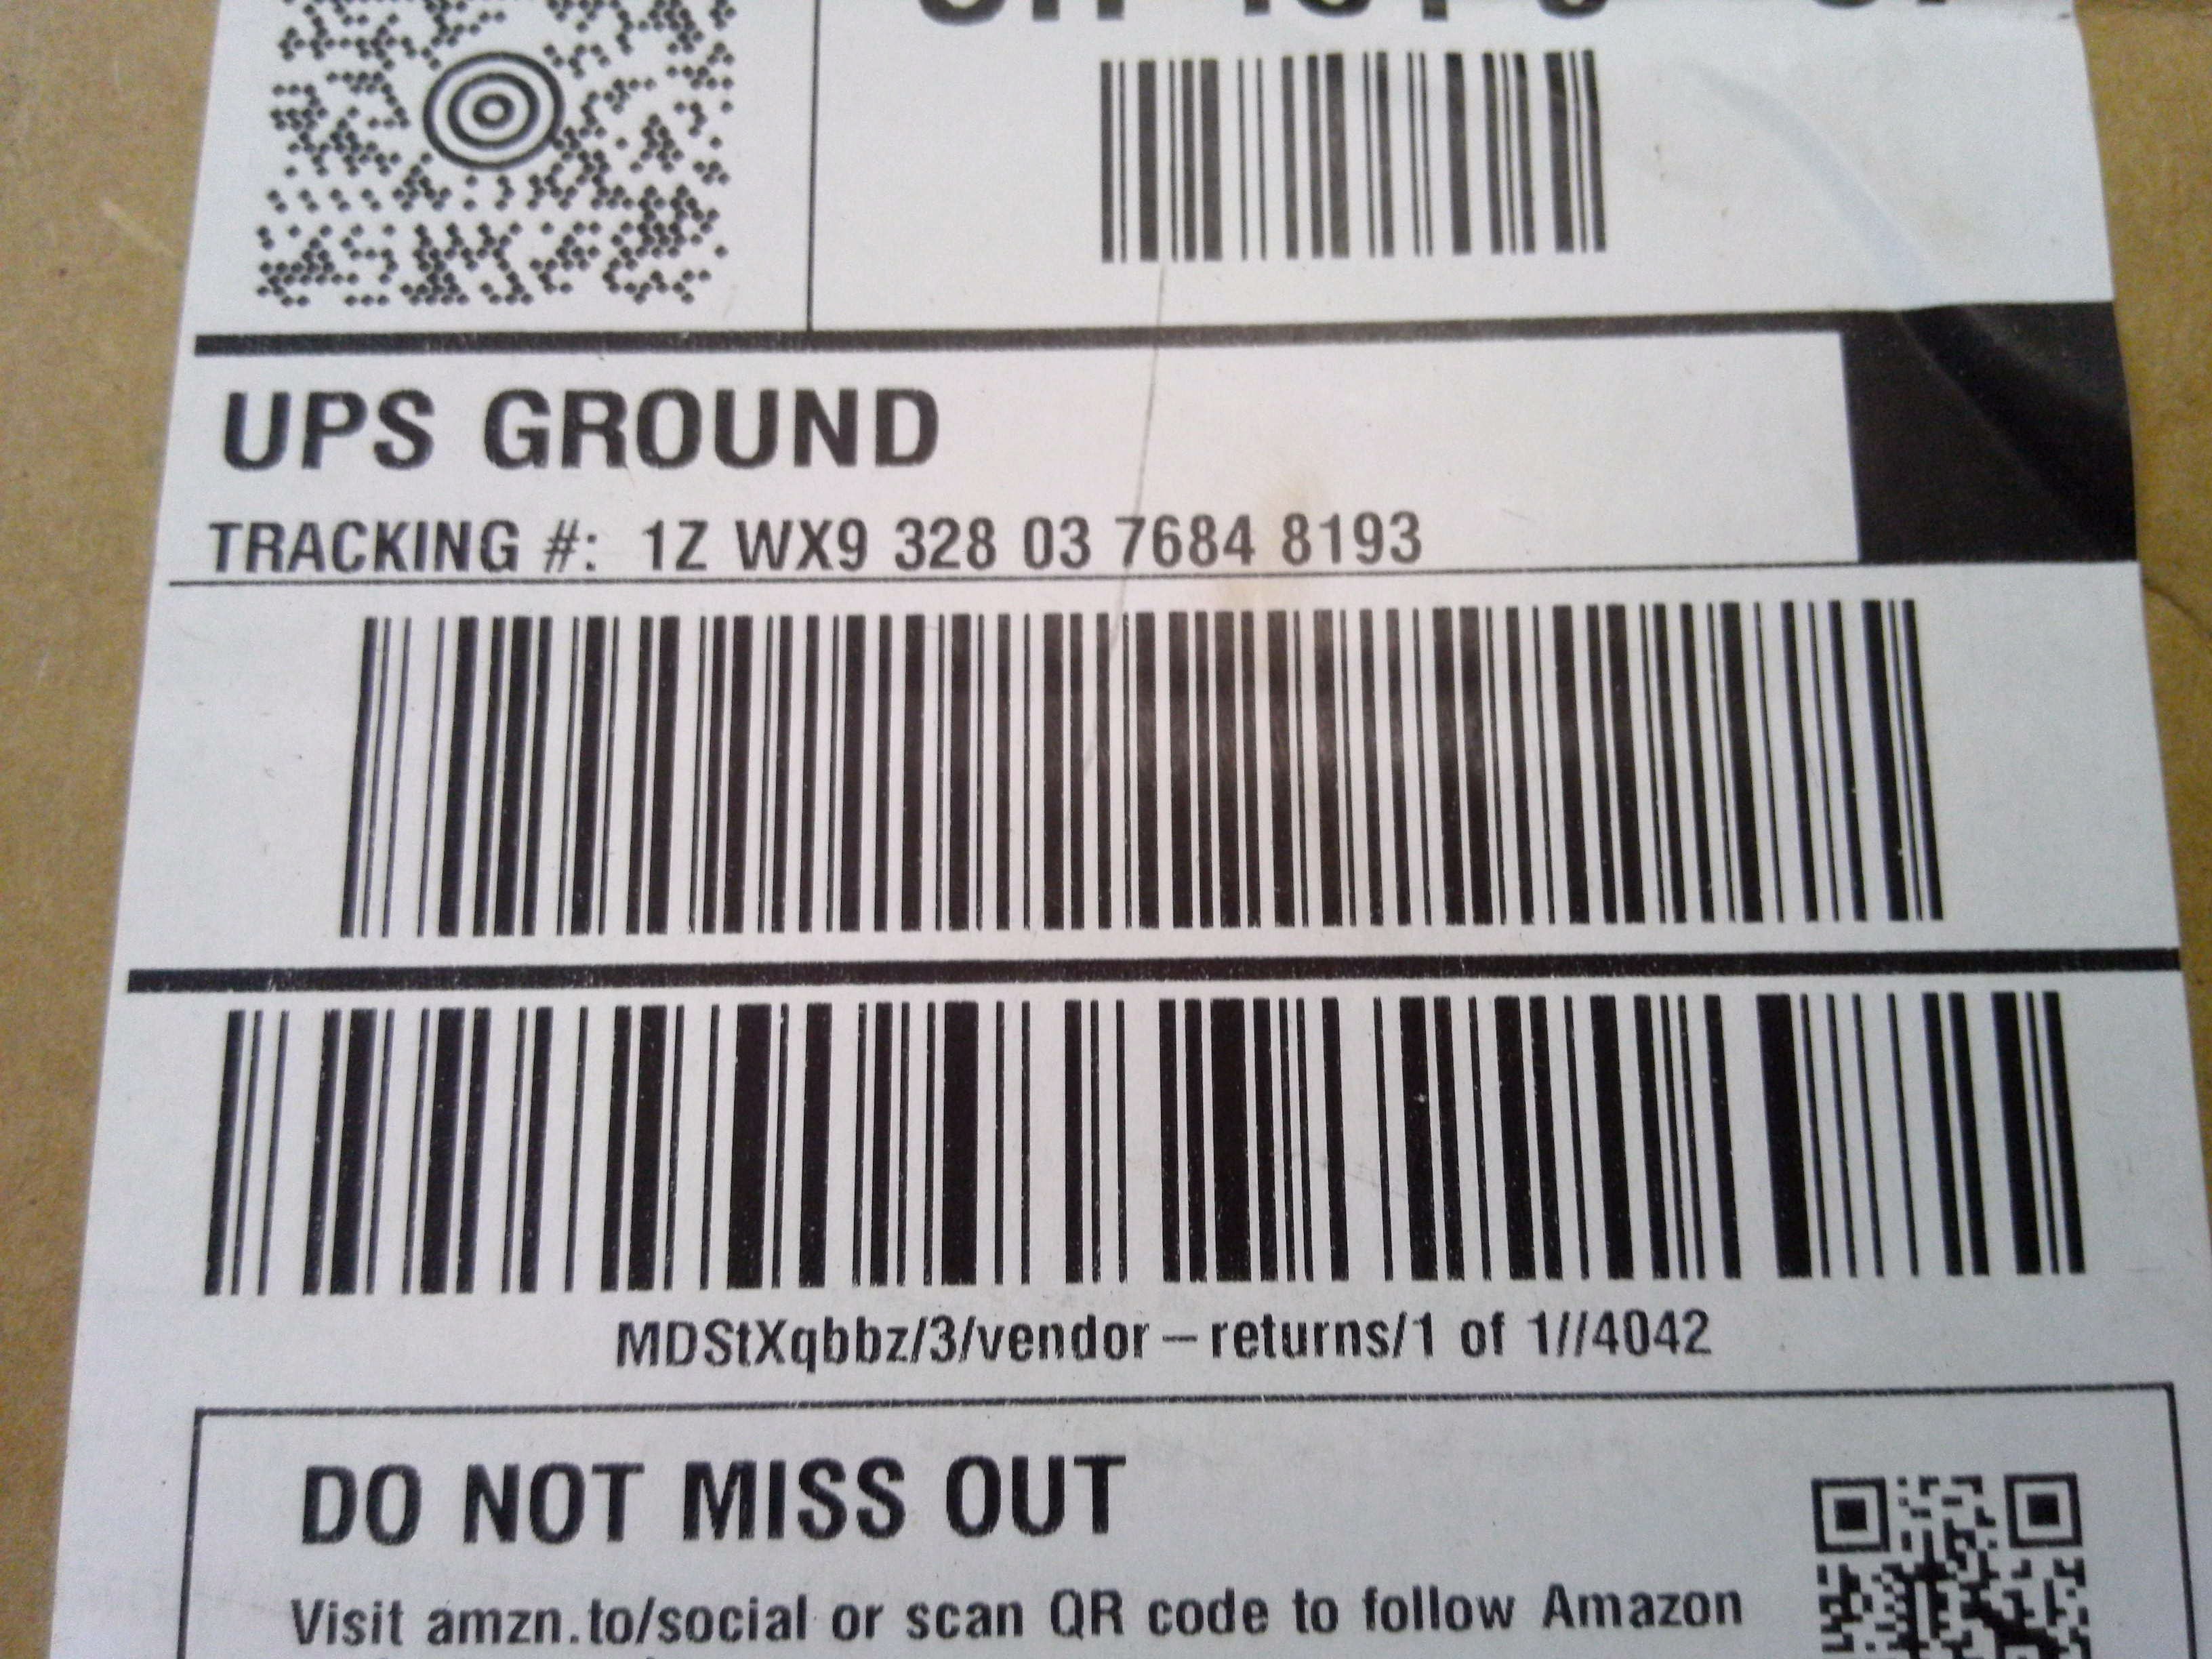 UPS GROUND
TRACKING #: 1Z WX9 328 03 7684 8193
MDStXqbbz/3/vendor-returns/1 of 1//4042
DO NOT MISS OUT
Visit amzn.to/social or scan QR code to follow Amazon